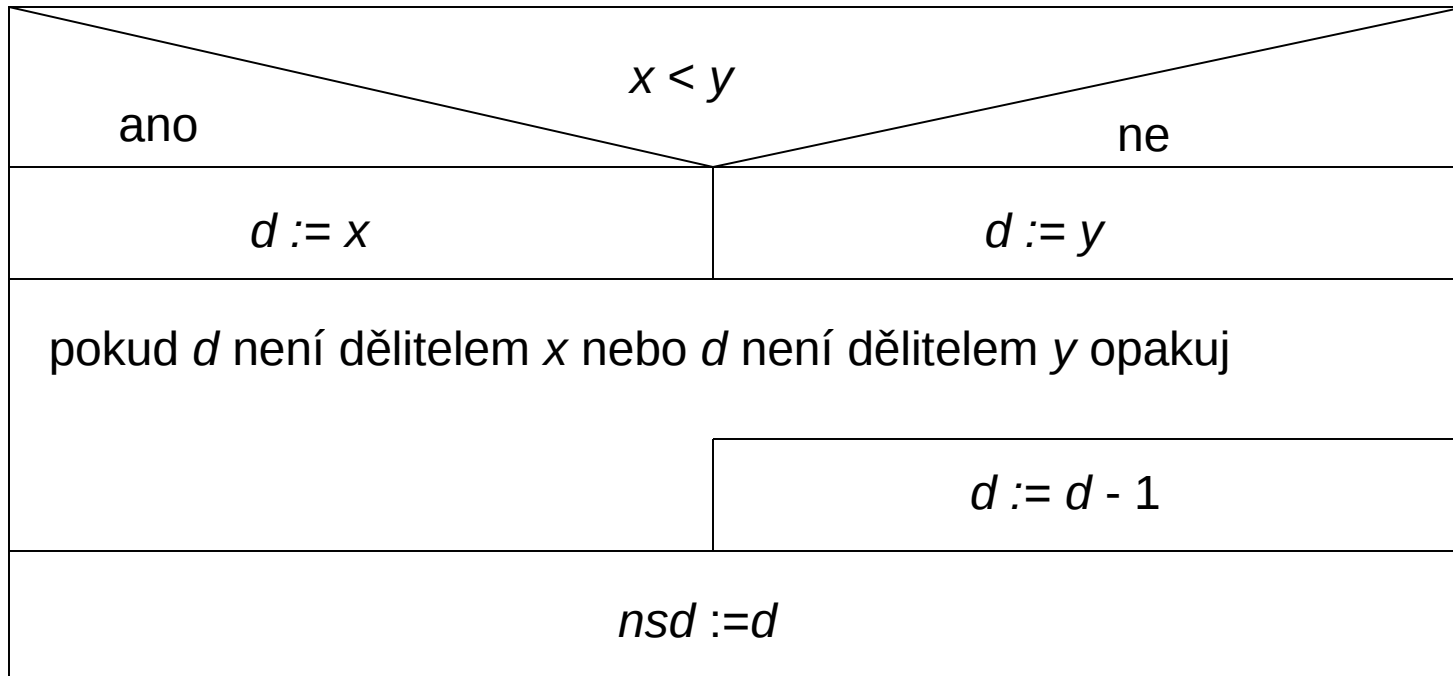 x < y
ano
ne
d := x
d := y
pokud d není dělitelem x nebo d není dělitelem y opakuj
d := d - 1
nsd :=d